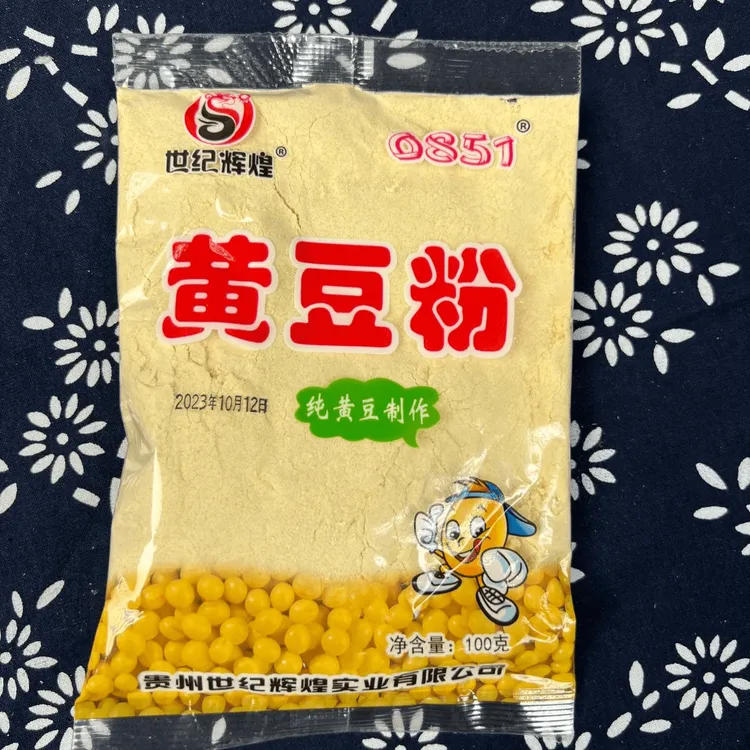 世纪辉煌®
0851®
黄豆粉
2023年10月12日
纯黄豆制作
净含量：100克
贵州世纪辉煌实业有限公司